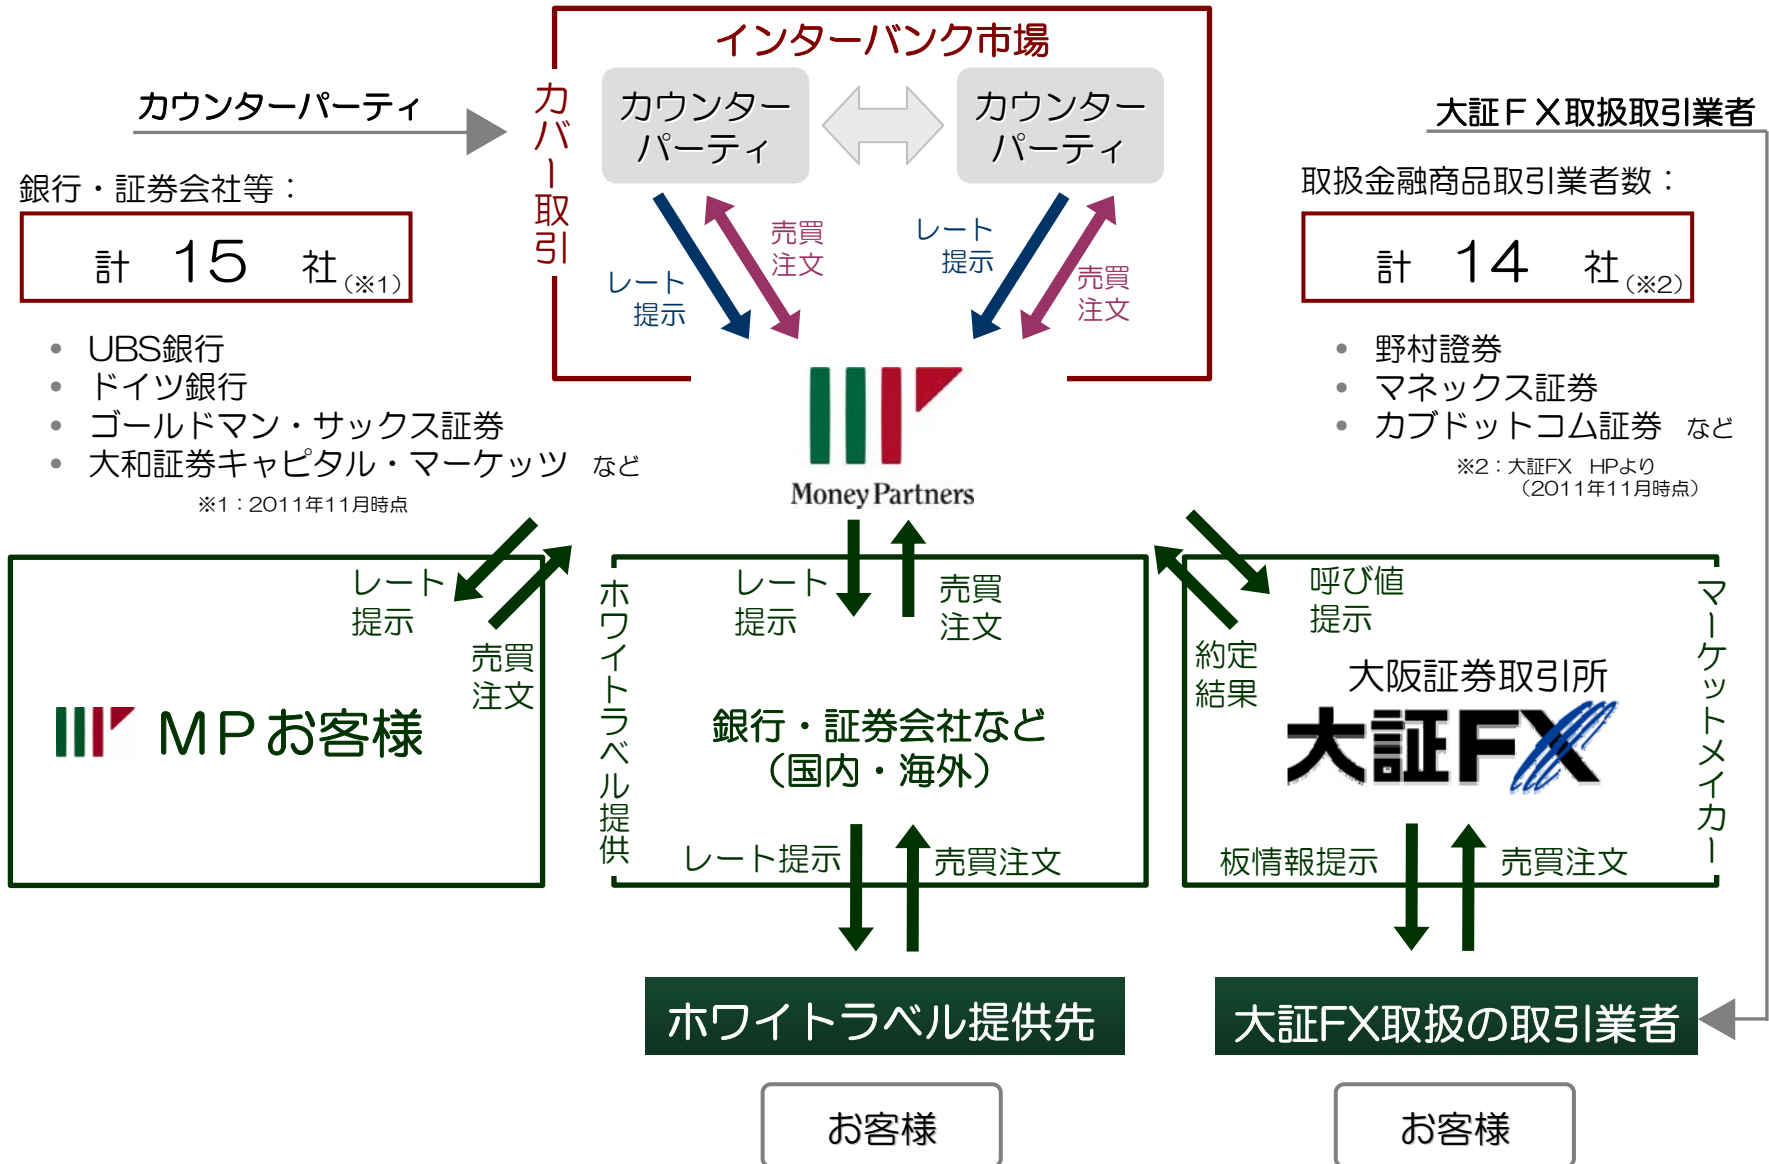 インターバンク市場
カバー取引
カウンター
パーティ
カウンター
パーティ
レート
提示
売買
注文
レート
提示
売買
注文
カウンターパーティ
銀行・証券会社等：
計 15 社(※1)
• UBS銀行
• ドイツ銀行
• ゴールドマン・サックス証券
• 大和証券キャピタル・マーケッツ など
※1：2011年11月時点
大証ＦＸ取扱取引業者
取扱金融商品取引業者数：
計 14 社(※2)
• 野村證券
• マネックス証券
• カブドットコム証券 など
※2：大証FX HPより
（2011年11月時点）
Money Partners
レート
提示
売買
注文
ＭＰお客様
ホワイトラベル提供
レート
提示
売買
注文
銀行・証券会社など
（国内・海外）
レート提示
売買注文
マーケットメイカー
呼び値
提示
約定
結果
大阪証券取引所
大証FX
板情報提示
売買注文
ホワイトラベル提供先
大証FX取扱の取引業者
お客様
お客様